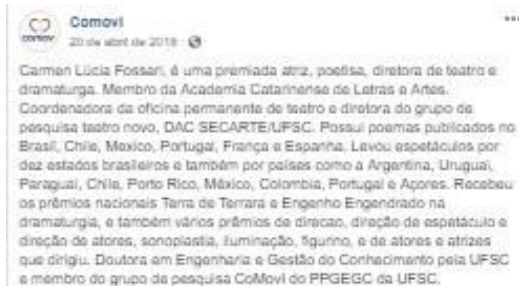 Comovi
20 de abril de 2018
comovi
Carmen Lúcia Fossari, é uma premiada atriz, poetisa, diretora de teatro e
dramaturga. Membro da Academia Catarinense de Letras e Artes.
Coordenadora da oficina permanente de teatro e diretora do grupo de
pesquisa teatro novo, DAC SECARTE/UFSC. Possui poemas publicados no
Brasil, Chile, Mexico, Portugal, França e Espanha. Levou espetáculos por
dez estados brasileiros e também por países como a Argentina, Uruguai,
Paraguai, Chile, Porto Rico, México, Colombia, Portugal e Açores. Recebeu
os prêmios nacionais Terra de Terrara e Engenho Engendrado na
dramaturgia, e também vários prêmios de direcao, direção de espetáculo e
direção de atores, sonoplastia, iluminação, figurino, e de atores e atrizes
que dirigiu. Doutora em Engenharia e Gestão do Conhecimento pela UFSC
e membro do grupo de pesquisa CoMovI do PPGEGC da UFSC.